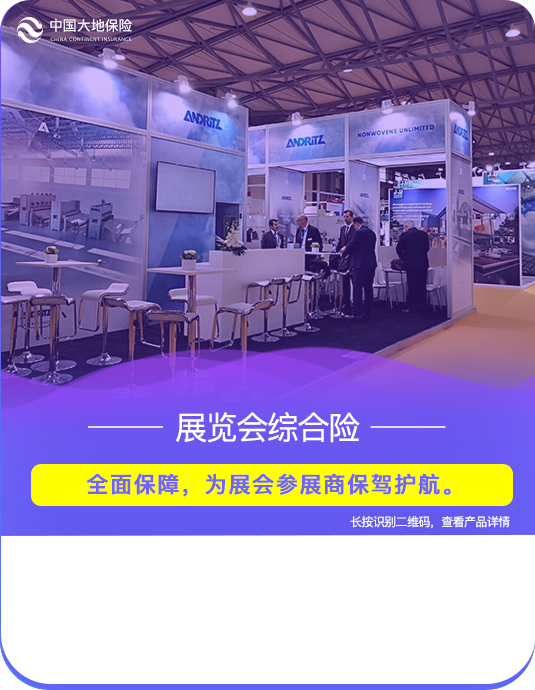 中国大地保险
CHINA CONTINENT INSURANCE
ANDRITZ
ANDRITZ
NONWOVENS UNLIMITED
展览会综合险
全面保障，为展会参展商保驾护航。
长按识别二维码，查看产品详情